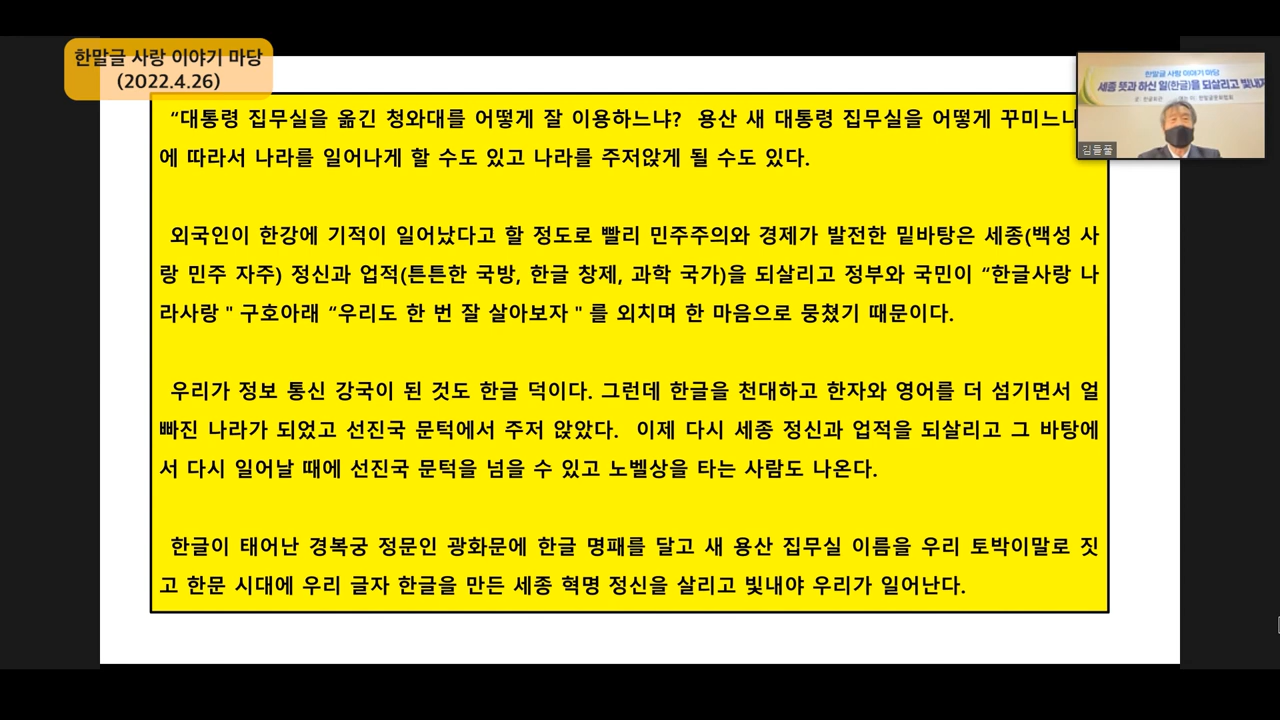 한말글 사랑 이야기 마당
(2022.4.26)
한말글 사랑 이야기 마당
세종 뜻과 하신 일(한글)을 되살리고 빛내자
김들풀
“대통령 집무실을 옮긴 청와대를 어떻게 잘 이용하느냐? 용산 새 대통령 집무실을 어떻게 꾸미느냐
에 따라서 나라를 일어나게 할 수도 있고 나라를 주저앉게 될 수도 있다.
외국인이 한강에 기적이 일어났다고 할 정도로 빨리 민주주의와 경제가 발전한 밑바탕은 세종(백성 사
랑 민주 자주) 정신과 업적(튼튼한 국방, 한글 창제, 과학 국가)을 되살리고 정부와 국민이 “한글사랑 나
라사랑 " 구호아래 “우리도 한 번 잘 살아보자 " 를 외치며 한 마음으로 뭉쳤기 때문이다.
우리가 정보 통신 강국이 된 것도 한글 덕이다. 그런데 한글을 천대하고 한자와 영어를 더 섬기면서 얼
빠진 나라가 되었고 선진국 문턱에서 주저 앉았다. 이제 다시 세종 정신과 업적을 되살리고 그 바탕에
서 다시 일어날 때에 선진국 문턱을 넘을 수 있고 노벨상을 타는 사람도 나온다.
한글이 태어난 경복궁 정문인 광화문에 한글 명패를 달고 새 용산 집무실 이름을 우리 토박이말로 짓
고 한문 시대에 우리 글자 한글을 만든 세종 혁명 정신을 살리고 빛내야 우리가 일어난다.